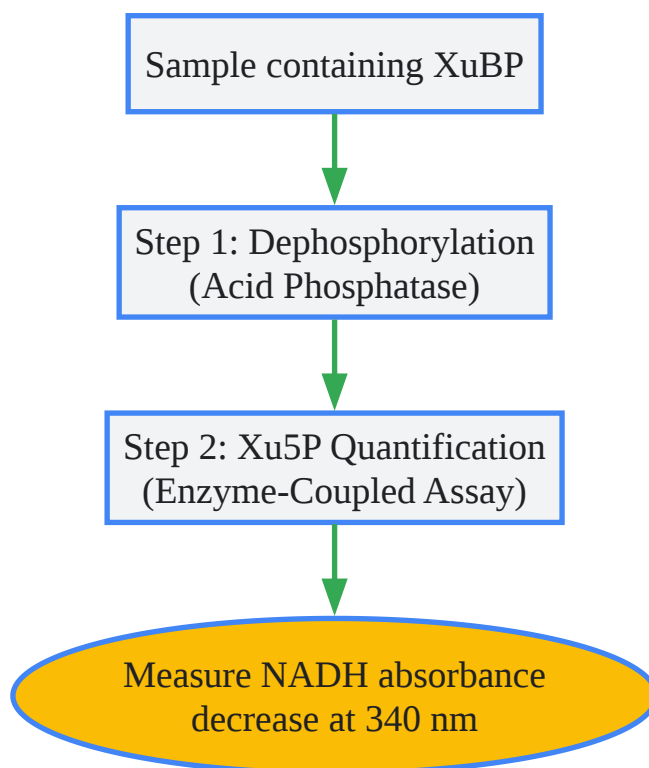 Sample containing XuBP
Step 1: Dephosphorylation
(Acid Phosphatase)
Step 2: Xu5P Quantification
(Enzyme-Coupled Assay)
Measure NADH absorbance
decrease at 340 nm